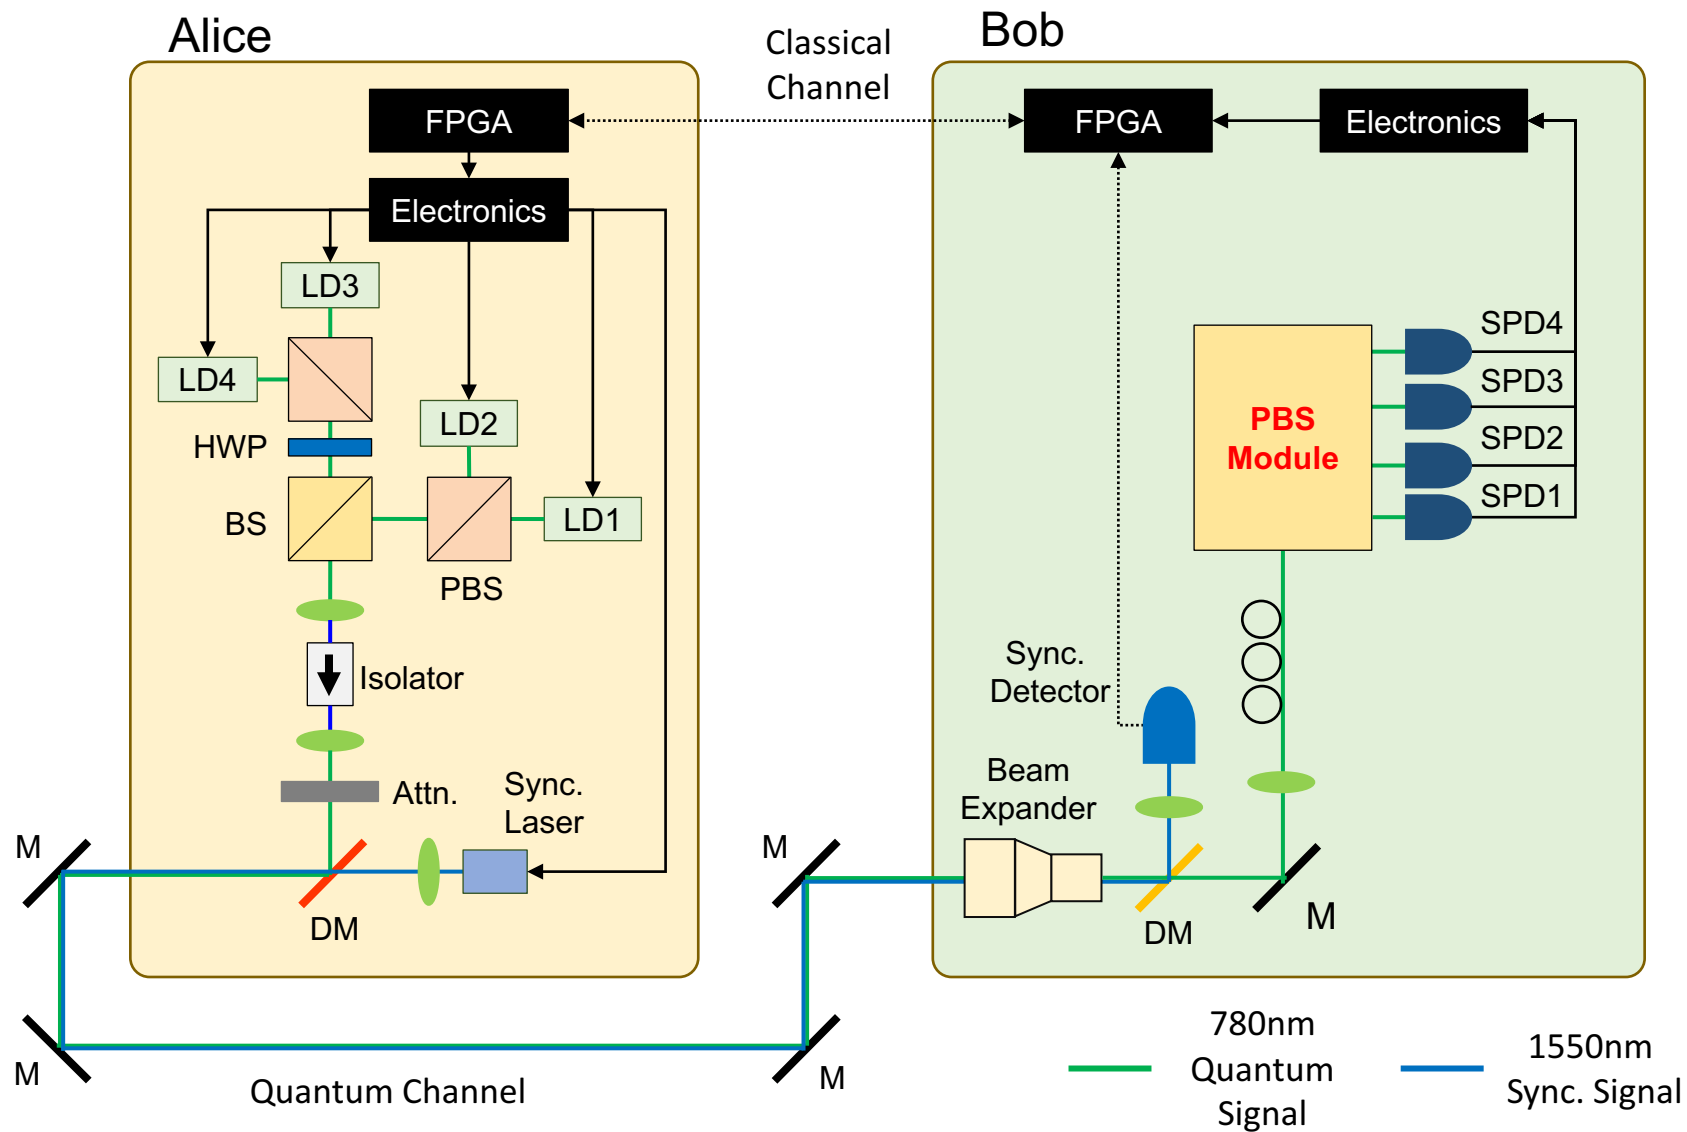 Alice
Classical
Channel
Bob
FPGA
FPGA
Electronics
Electronics
LD3
LD4
LD2
HWP
LD1
BS
PBS
Isolator
Attn.
Sync.
Laser
DM
M
M
Quantum Channel
PBS
Module
SPD4
SPD3
SPD2
SPD1
Sync.
Detector
Beam
Expander
M
DM
M
M
780nm
Quantum
Signal
1550nm
Sync. Signal